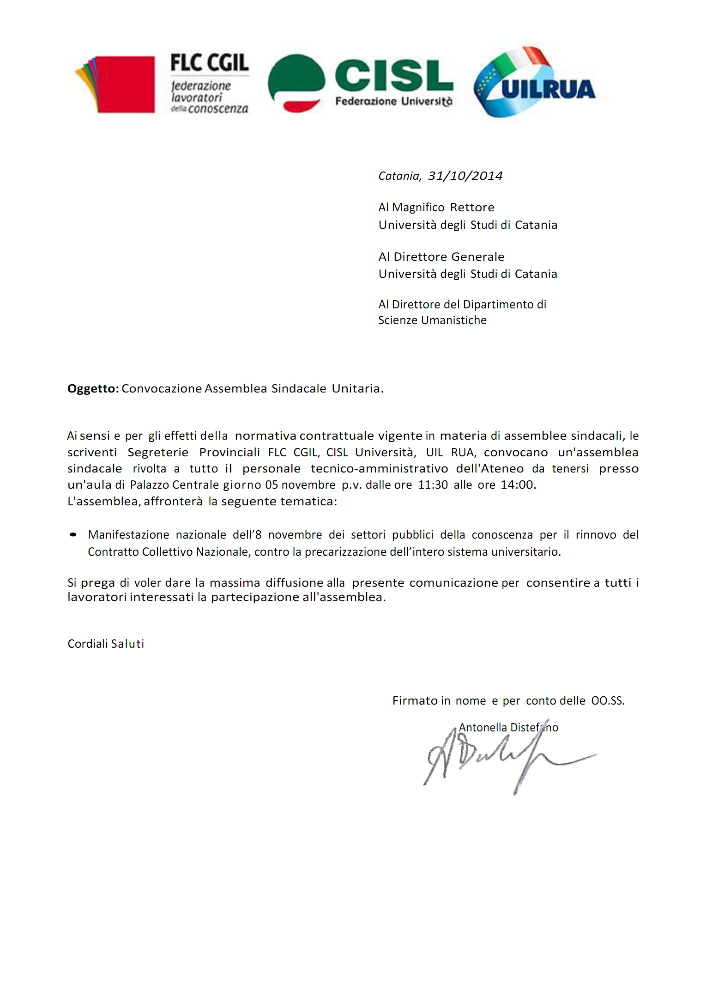 FLC CGIL
federazione
lavoratori
della conoscenza
CISL
Federazione Università
UILRUA
Catania, 31/10/2014
Al Magnifico Rettore
Università degli Studi di Catania
Al Direttore Generale
Università degli Studi di Catania
Al Direttore del Dipartimento di
Scienze Umanistiche
Oggetto: Convocazione Assemblea Sindacale Unitaria.
Ai sensi e per gli effetti della normativa contrattuale vigente in materia di assemblee sindacali, le
scriventi Segreterie Provinciali FLC CGIL, CISL Università, UIL RUA, convocano un'assemblea
sindacale rivolta a tutto il personale tecnico-amministrativo dell'Ateneo da tenersi presso
un'aula di Palazzo Centrale giorno 05 novembre p.v. dalle ore 11:30 alle ore 14:00.
L'assemblea, affronterà la seguente tematica:
• Manifestazione nazionale dell’8 novembre dei settori pubblici della conoscenza per il rinnovo del
Contratto Collettivo Nazionale, contro la precarizzazione dell’intero sistema universitario.
Si prega di voler dare la massima diffusione alla presente comunicazione per consentire a tutti i
lavoratori interessati la partecipazione all'assemblea.
Cordiali Saluti
Firmato in nome e per conto delle OO.SS.
Antonella Distefano